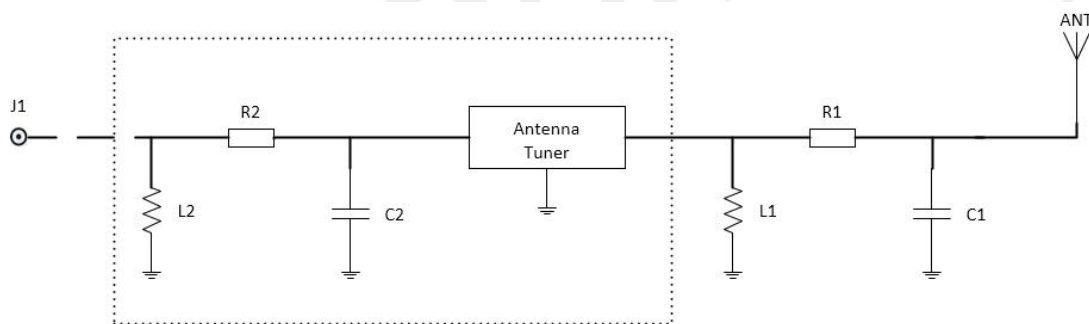 ANT
J1
R2
R1
Antenna
Tuner
L2
C2
L1
C1